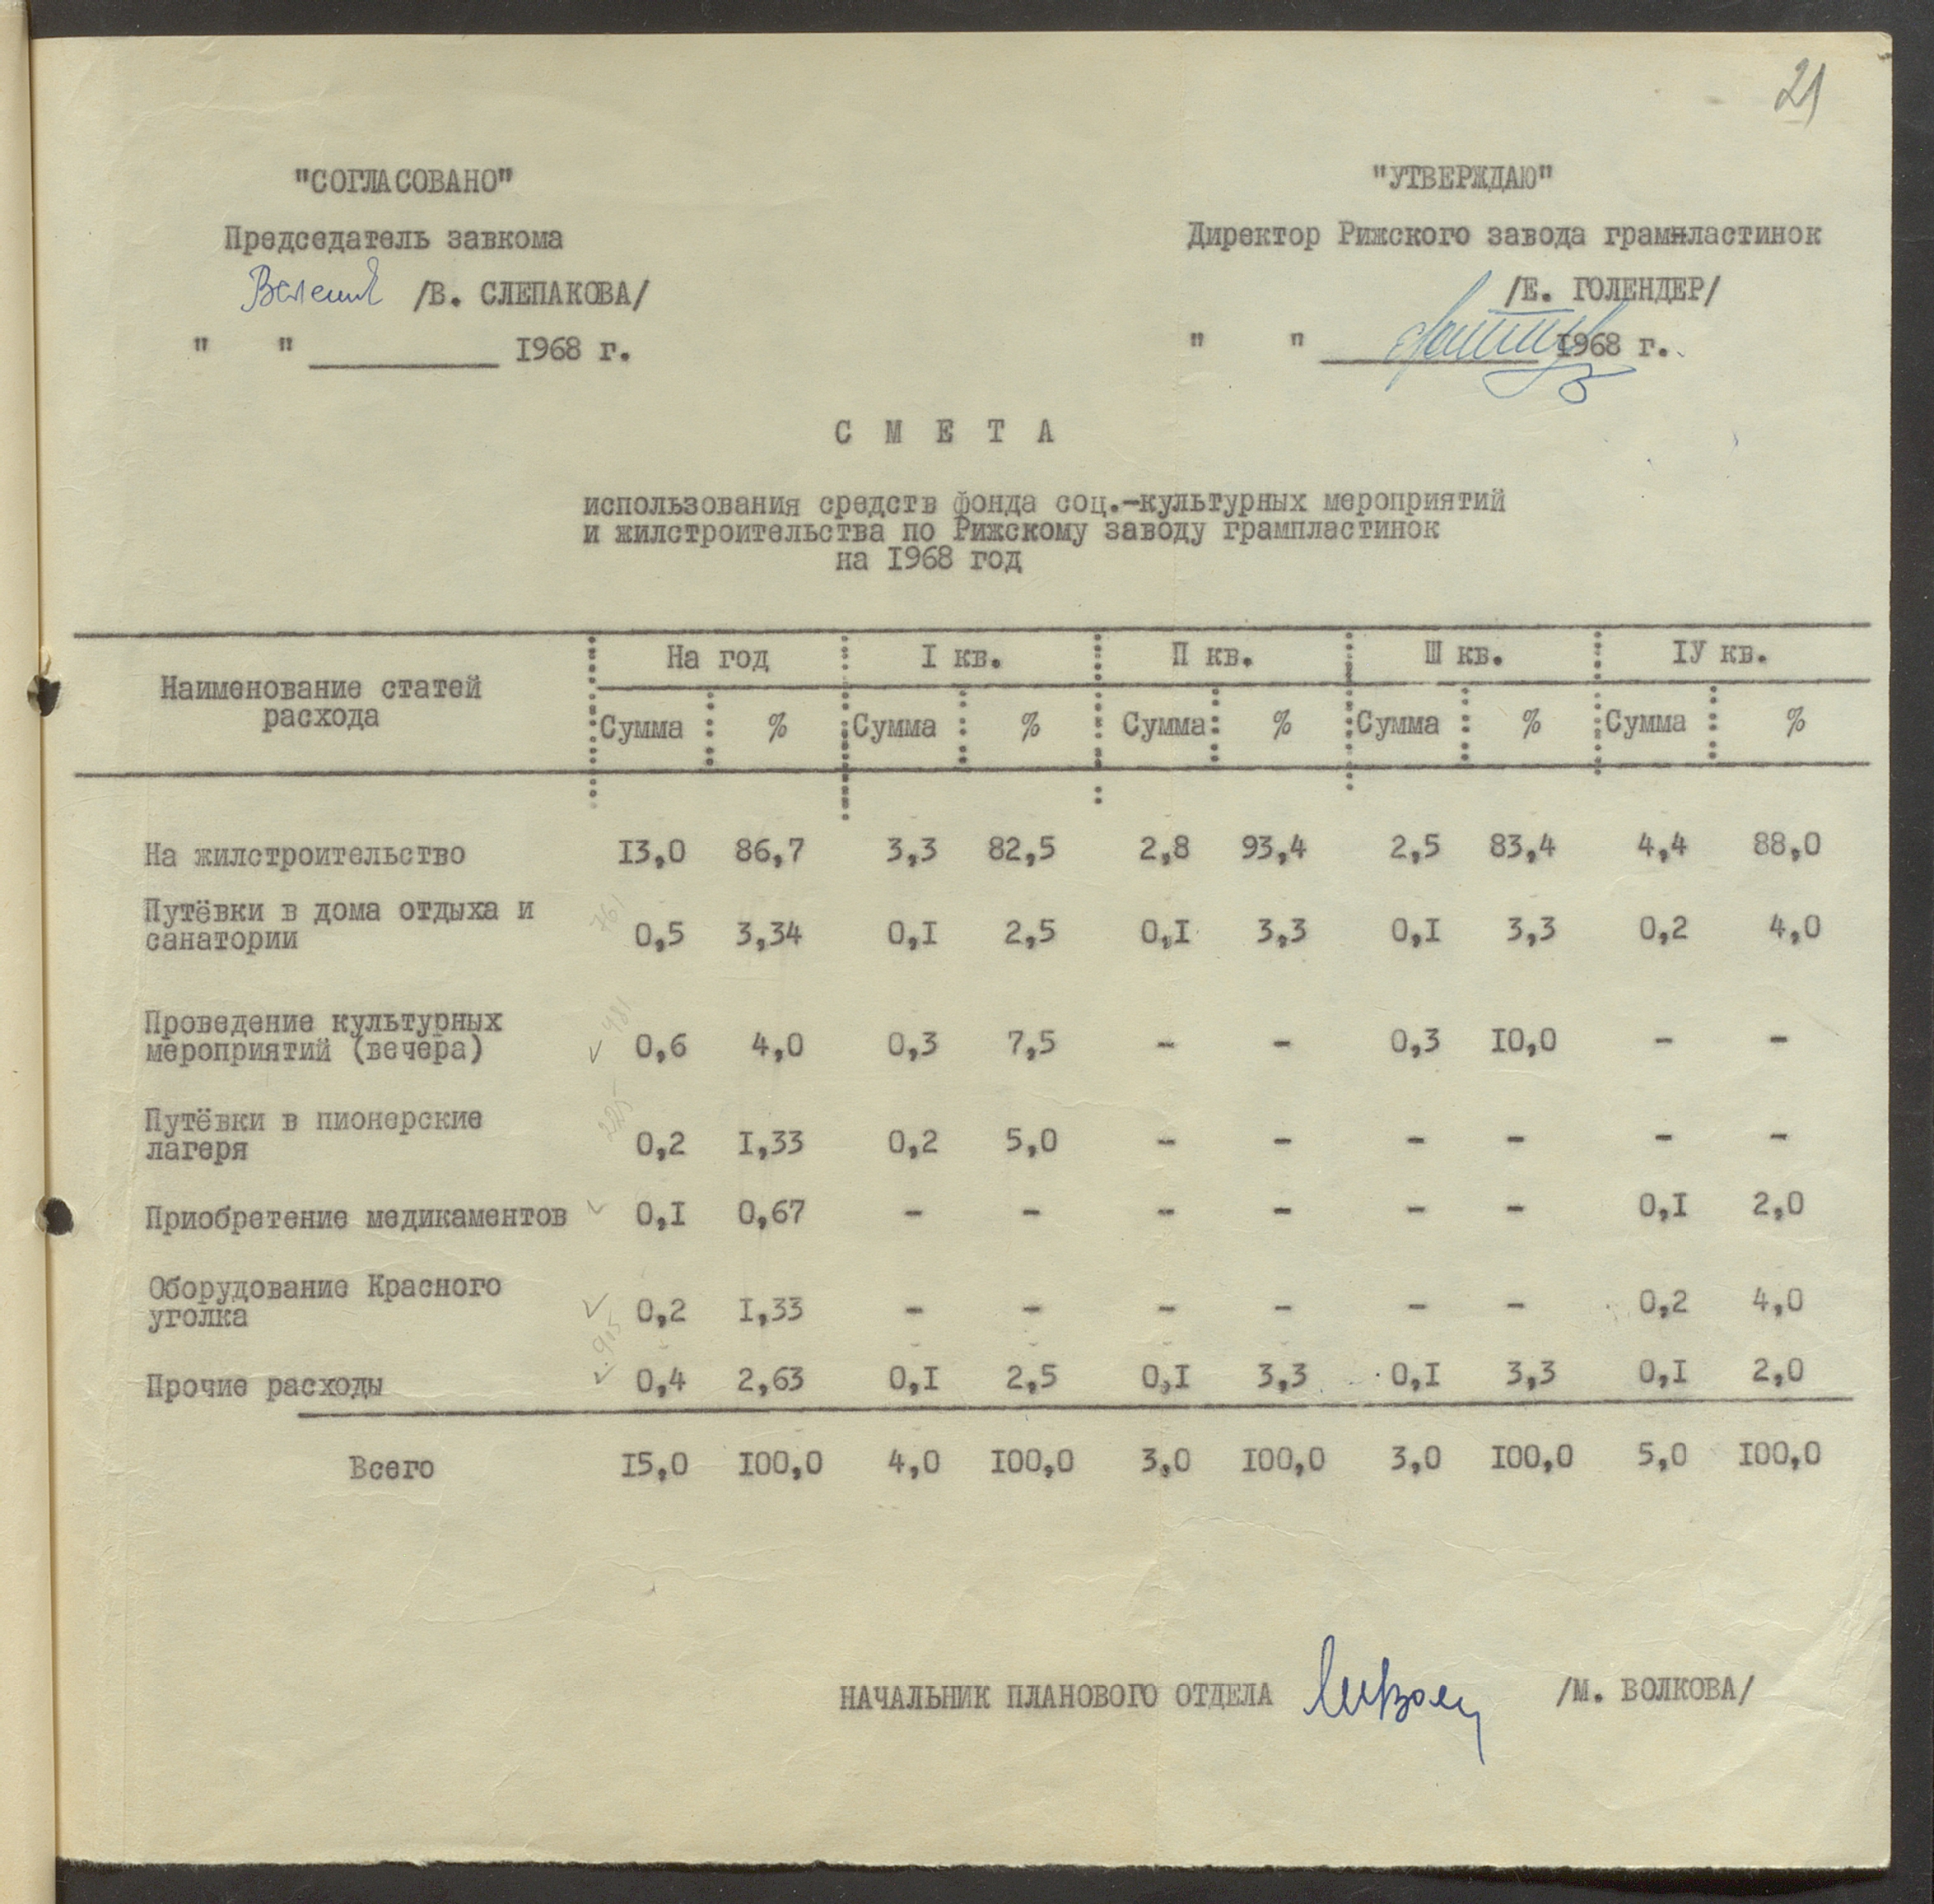 21
"СОГЛАСОВАНО"
Председатель завкома
/В. СЛЕПАКОВА/
" " 1968 г.
"УТВЕРЖДАЮ"
Директор Рижского завода грампластинок
/Е. ГОЛЕНДЕР/
" " 1968 г.
С М Е Т А
использования средств фонда соц.-культурных мероприятий
и жилстроительства по Рижскому заводу грампластинок
на 1968 год
Наименование статей расхода На год I кв. П кв. Ш кв. IУ кв.
Сумма % Сумма % Сумма % Сумма % Сумма %
На жилстроительство 13,0 86,7 3,3 82,5 2,8 93,4 2,5 83,4 4,4 88,0
Путёвки в дома отдыха и
санатории 0,5 3,34 0,1 2,5 0,1 3,3 0,1 3,3 0,2 4,0
Проведение культурных
мероприятий (вечера) 0,6 4,0 0,3 7,5 - - 0,3 10,0 - -
Путёвки в пионерские
лагеря 0,2 1,33 0,2 5,0 - - - - - -
Приобретение медикаментов 0,1 0,67 - - - - - - 0,1 2,0
Оборудование Красного
уголка 0,2 1,33 - - - - - - 0,2 4,0
Прочие расходы 0,4 2,63 0,1 2,5 0,1 3,3 0,1 3,3 0,1 2,0
Всего 15,0 100,0 4,0 100,0 3,0 100,0 3,0 100,0 5,0 100,0
НАЧАЛЬНИК ПЛАНОВОГО ОТДЕЛА /М. ВОЛКОВА/